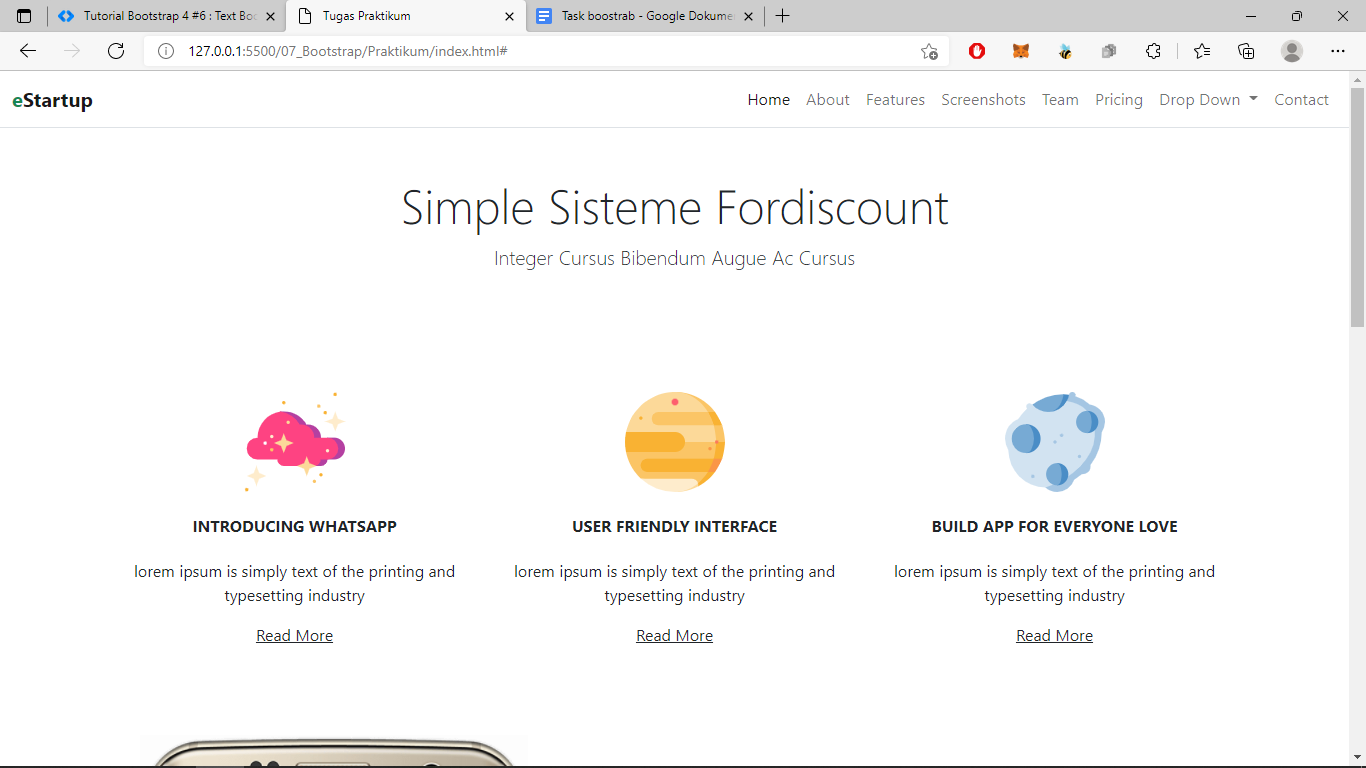 Tutorial Bootstrap 4 #6 : Text Boo
Tugas Praktikum
Task boostrab - Google Dokume
127.0.0.1:5500/07_Bootstrap/Praktikum/index.html#
eStartup
Home About Features Screenshots Team Pricing Drop Down Contact
Simple Sisteme Fordiscount
Integer Cursus Bibendum Augue Ac Cursus
INTRODUCING WHATSAPP
lorem ipsum is simply text of the printing and
typesetting industry
Read More
USER FRIENDLY INTERFACE
lorem ipsum is simply text of the printing and
typesetting industry
Read More
BUILD APP FOR EVERYONE LOVE
lorem ipsum is simply text of the printing and
typesetting industry
Read More